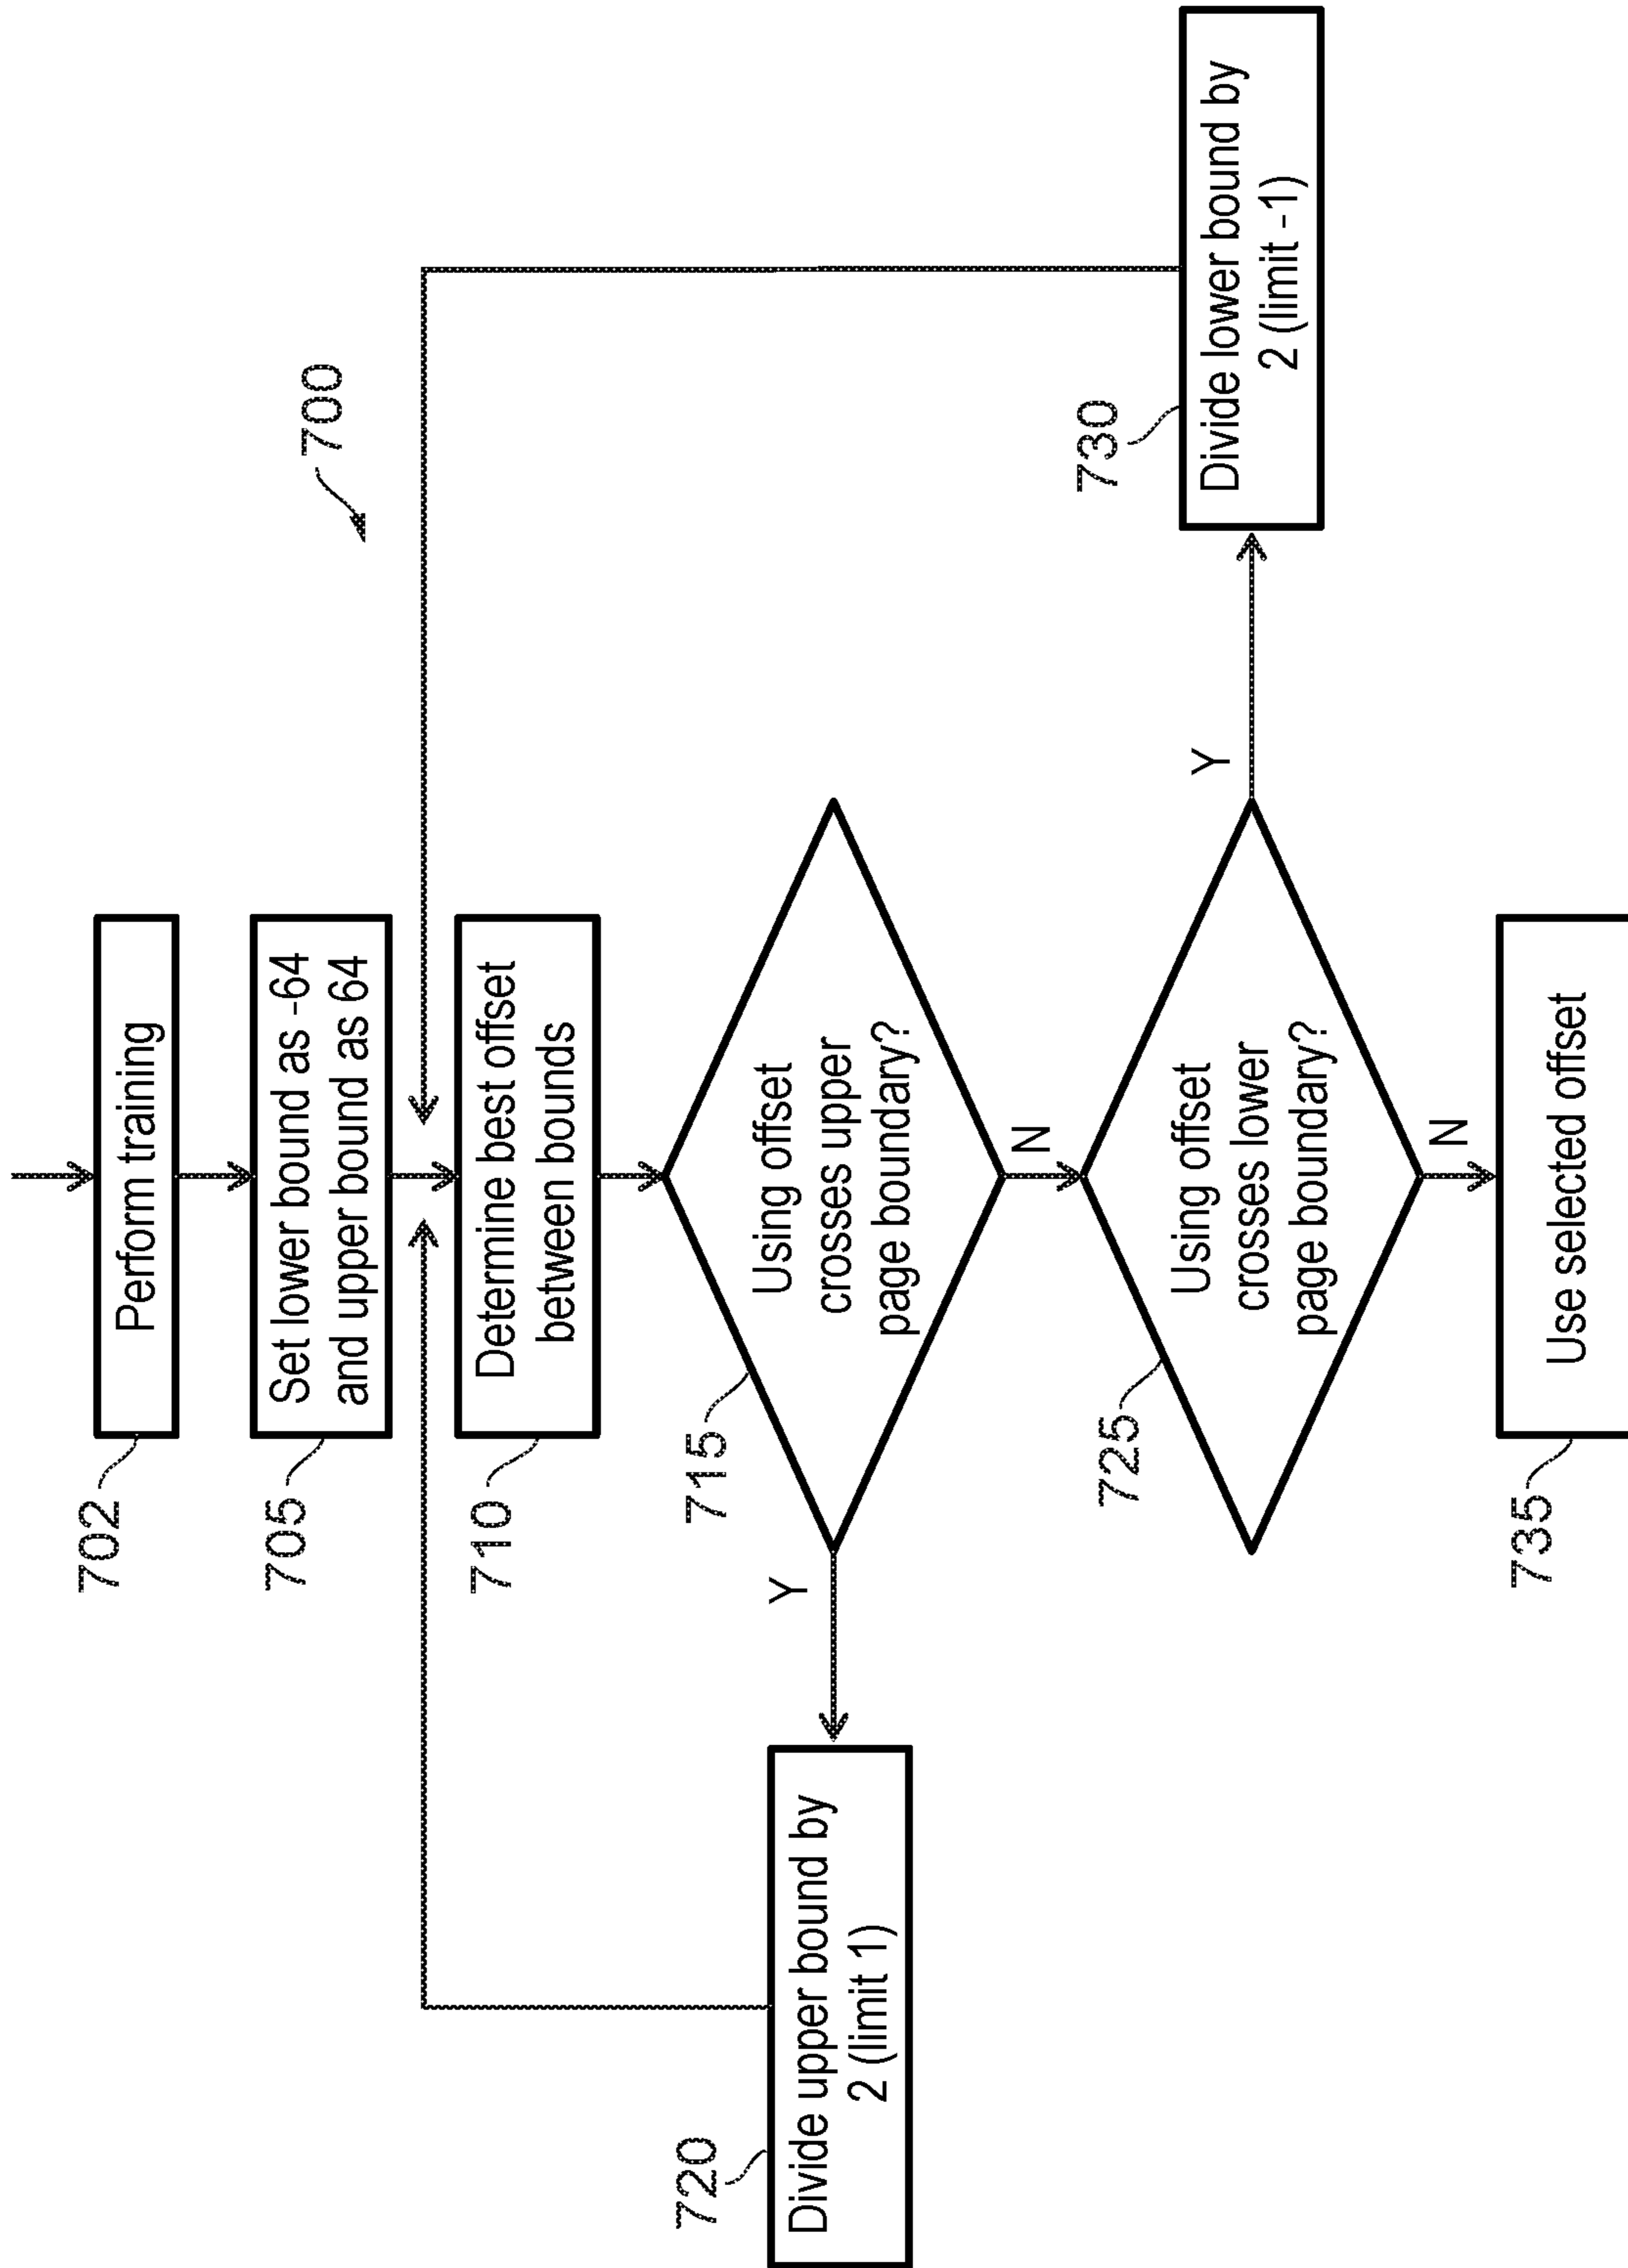 700
702
Perform training
705
Set lower bound as -64
and upper bound as 64
710
Determine best offset
between bounds
715
Using offset
crosses upper
page boundary?
Y
N
720
Divide upper bound by
2 (limit 1)
725
Using offset
crosses lower
page boundary?
Y
N
730
Divide lower bound by
2 (limit -1)
735
Use selected offset